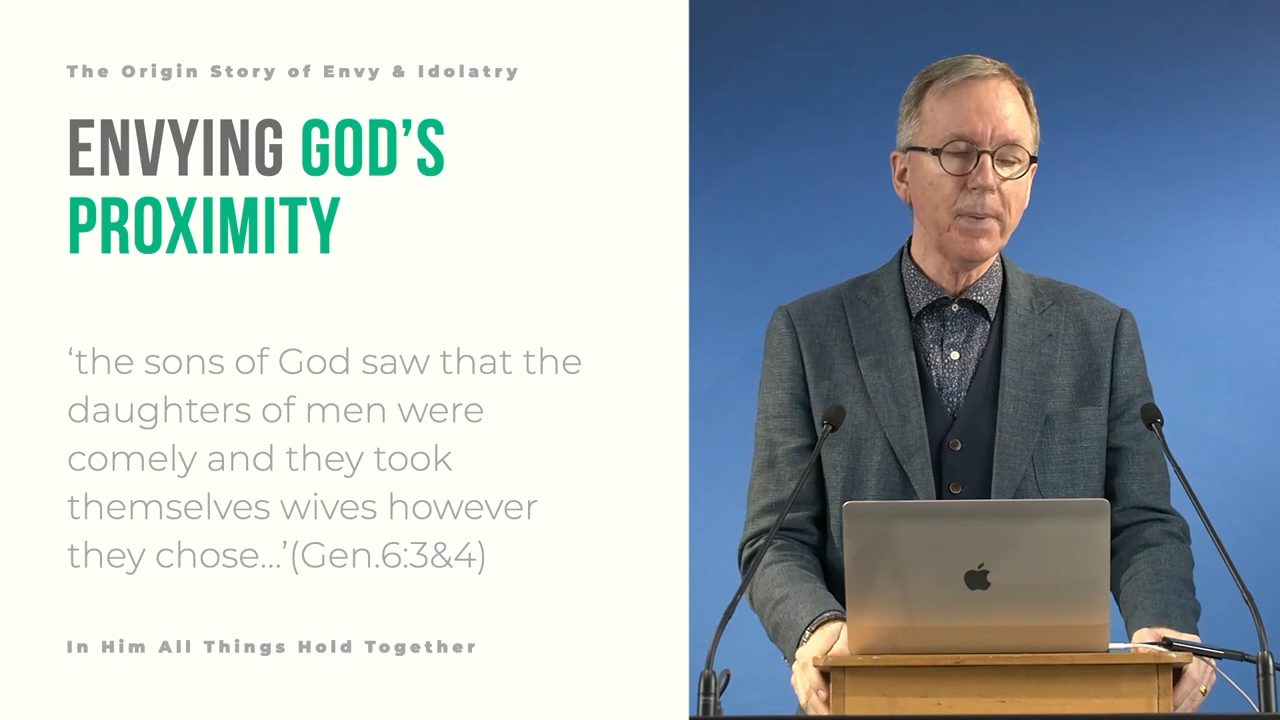 The Origin Story of Envy & Idolatry
ENVYING GOD’S
PROXIMITY
‘the sons of God saw that the
daughters of men were
comely and they took
themselves wives however
they chose...’(Gen.6:3&4)
In Him All Things Hold Together